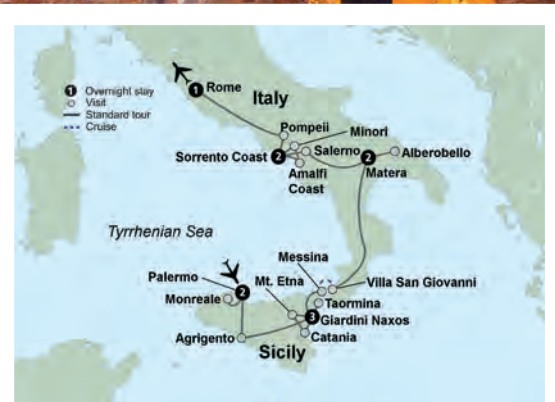 1 Overnight stay
Visit
Standard tour
Cruise
1 Rome
Italy
Pompeii
Minori
Sorrento Coast 2
Salerno
2
Alberobello
Amalfi
Coast
Matera
Tyrrhenian Sea
Messina
Palermo
Mt. Etna
Villa San Giovanni
2
Monreale
Taormina
3 Giardini Naxos
Agrigento
Catania
Sicily